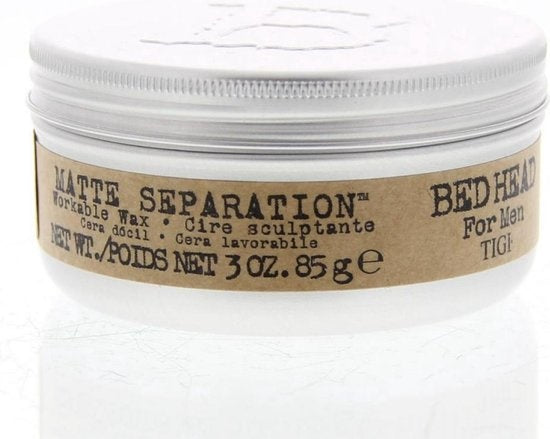 MATTE SEPARATION™
Workable Wax • Cire sculptante
Cera dócil • Cera lavorabile
NET WT./POIDS NET 3 OZ. 85 g ℮
BED HEAD
For Men
TIGI